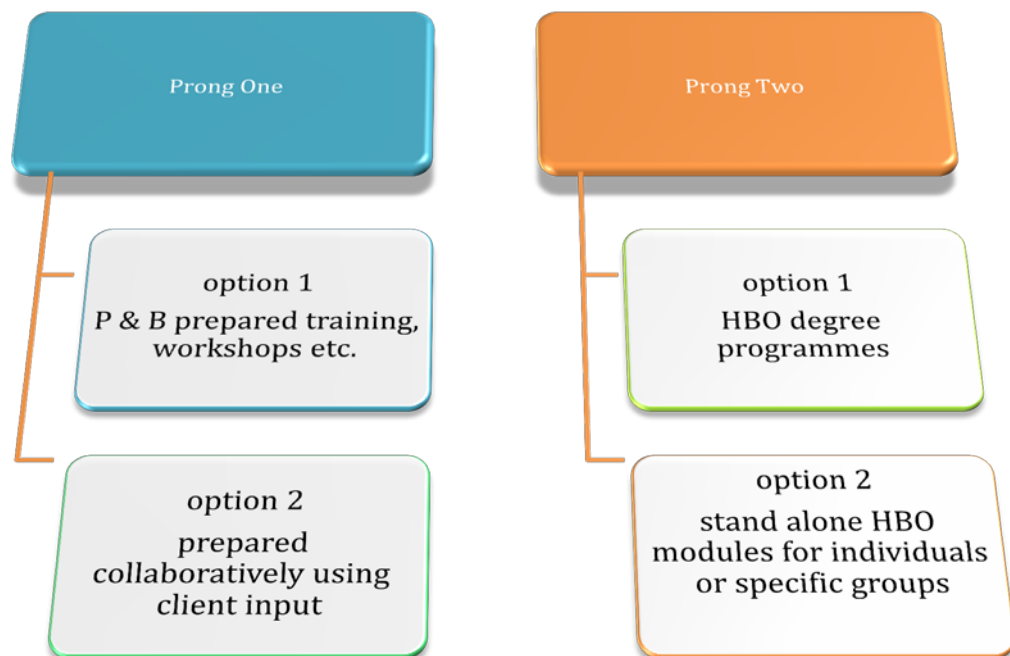 Prong One
option 1
P & B prepared training,
workshops etc.
option 2
prepared
collaboratively using
client input
Prong Two
option 1
HBO degree
programmes
option 2
stand alone HBO
modules for individuals
or specific groups